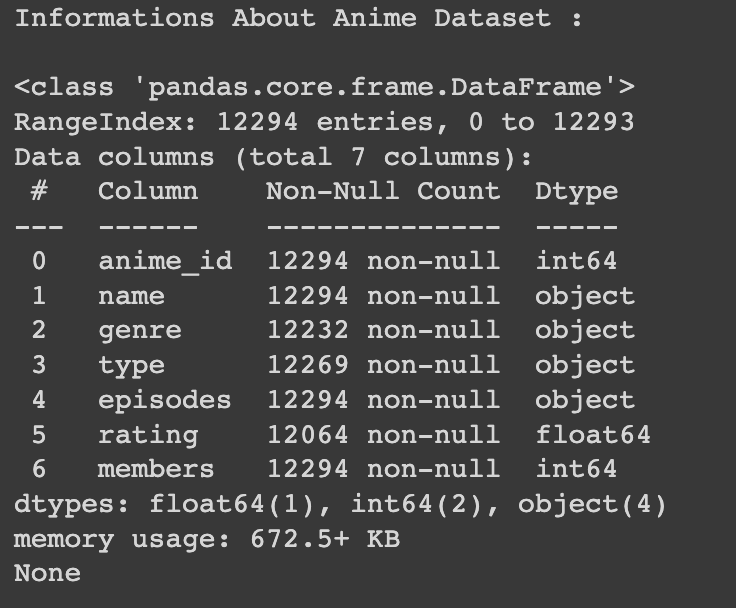 Informations About Anime Dataset :
<class 'pandas.core.frame.DataFrame'>
RangeIndex: 12294 entries, 0 to 12293
Data columns (total 7 columns):
 #   Column    Non-Null Count  Dtype
---  ------    --------------  -----
 0   anime_id  12294 non-null  int64
 1   name      12294 non-null  object
 2   genre     12232 non-null  object
 3   type      12269 non-null  object
 4   episodes  12294 non-null  object
 5   rating    12064 non-null  float64
 6   members   12294 non-null  int64
dtypes: float64(1), int64(2), object(4)
memory usage: 672.5+ KB
None